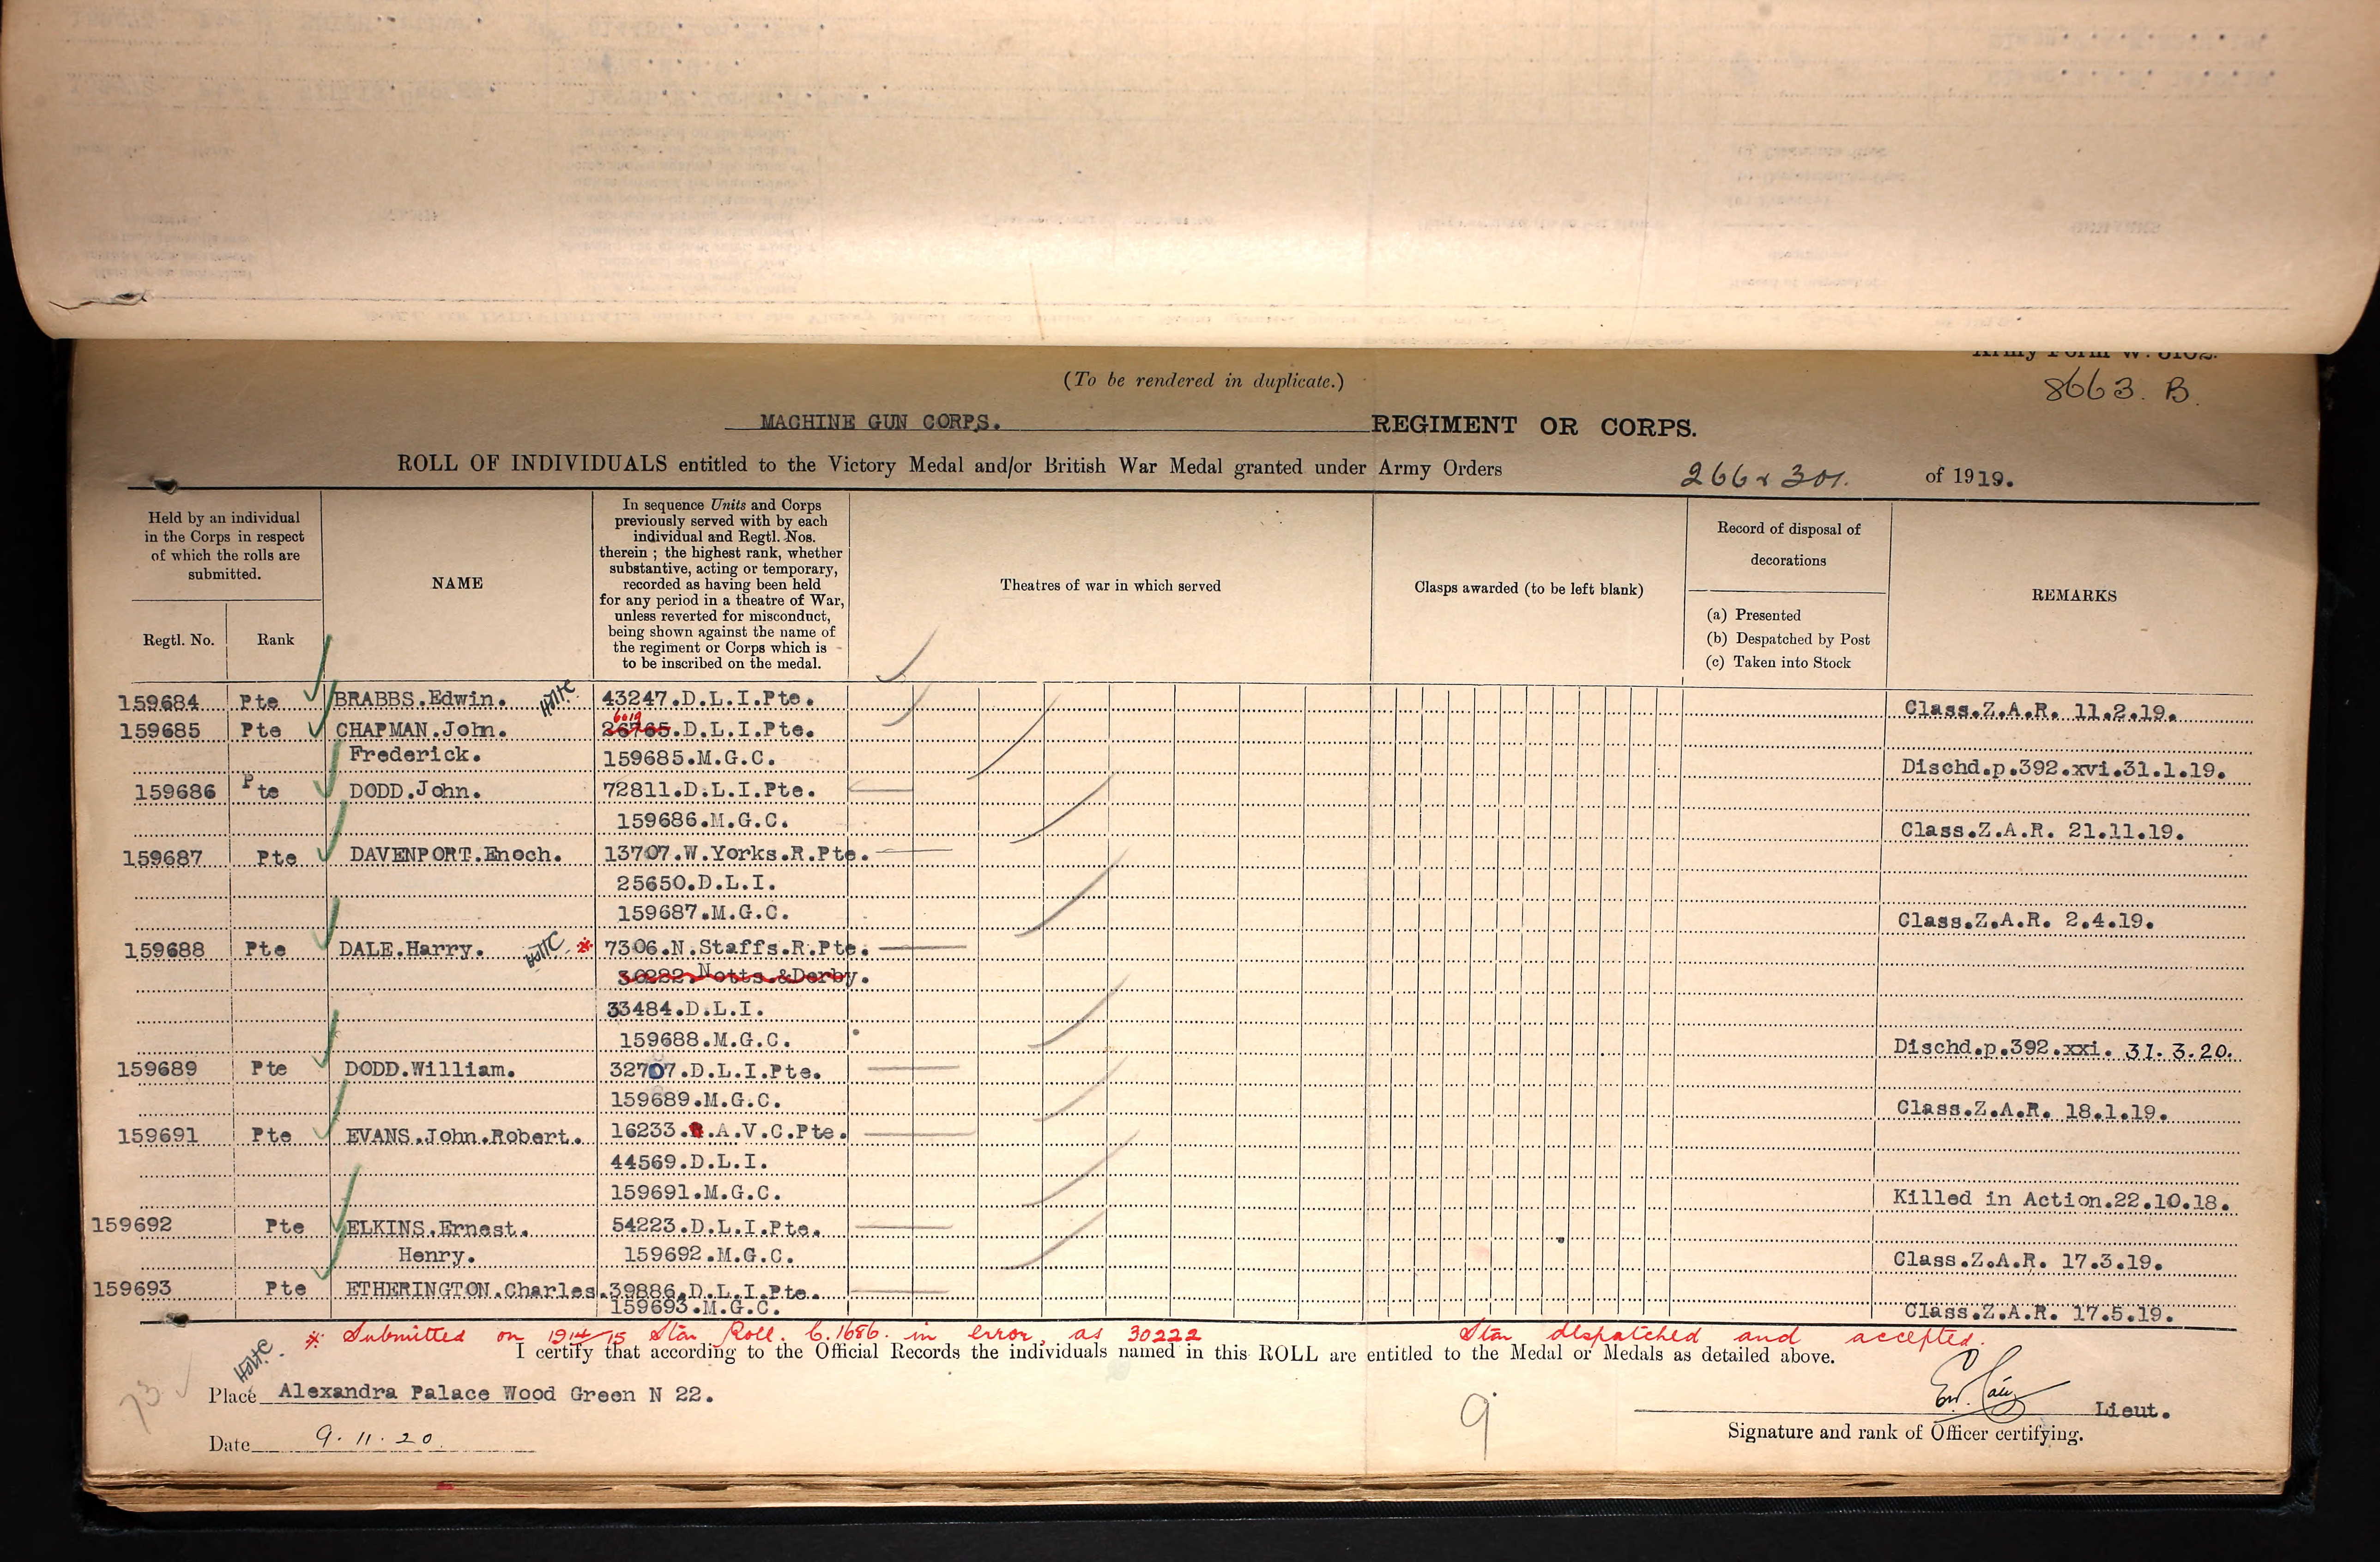 (To be rendered in duplicate.)
8663. B.
MACHINE GUN CORPS. REGIMENT OR CORPS.
ROLL OF INDIVIDUALS entitled to the Victory Medal and/or British War Medal granted under Army Orders 266 & 301. of 1919.
Held by an individual
in the Corps in respect
of which the rolls are
submitted.
Regtl. No. Rank
NAME
In sequence Units and Corps
previously served with by each
individual and Regtl. Nos.
therein ; the highest rank, whether
substantive, acting or temporary,
recorded as having been held
for any period in a theatre of War,
unless reverted for misconduct,
being shown against the name of
the regiment or Corps which is
to be inscribed on the medal.
Theatres of war in which served
Clasps awarded (to be left blank)
Record of disposal of
decorations
(a) Presented
(b) Despatched by Post
(c) Taken into Stock
REMARKS
159684 Pte BRABBS.Edwin. 43247.D.L.I.Pte. Class.Z.A.R. 11.2.19.
159685 Pte CHAPMAN.John. 26765.D.L.I.Pte.
Frederick. 159685.M.G.C. Dischd.p.392.xvi.31.1.19.
159686 Pte DODD.John. 72811.D.L.I.Pte.
159686.M.G.C. Class.Z.A.R. 21.11.19.
159687 Pte DAVENPORT.Enoch. 13707.W.Yorks.R.Pte.
25650.D.L.I.
159687.M.G.C. Class.Z.A.R. 2.4.19.
159688 Pte DALE.Harry. * 7306.N.Staffs.R.Pte.
30222.Notts.&Derby.
33484.D.L.I.
159688.M.G.C. Dischd.p.392.xxi. 31.3.20.
159689 Pte DODD.William. 32707.D.L.I.Pte.
159689.M.G.C. Class.Z.A.R. 18.1.19.
159691 Pte EVANS.John.Robert. 16233.R.A.V.C.Pte.
44569.D.L.I.
159691.M.G.C. Killed in Action.22.10.18.
159692 Pte ELKINS.Ernest. 54223.D.L.I.Pte.
Henry. 159692.M.G.C. Class.Z.A.R. 17.3.19.
159693 Pte ETHERINGTON.Charles. 39886.D.L.I.Pte.
159693.M.G.C. Class.Z.A.R. 17.5.19.
* Submitted on 1914/15 Star Roll. C.1686. in error, as 30222 Star despatched and accepted.
I certify that according to the Official Records the individuals named in this ROLL are entitled to the Medal or Medals as detailed above.
73
Place Alexandra Palace Wood Green N 22.
9
Lieut.
Date 9.11.20.
Signature and rank of Officer certifying.